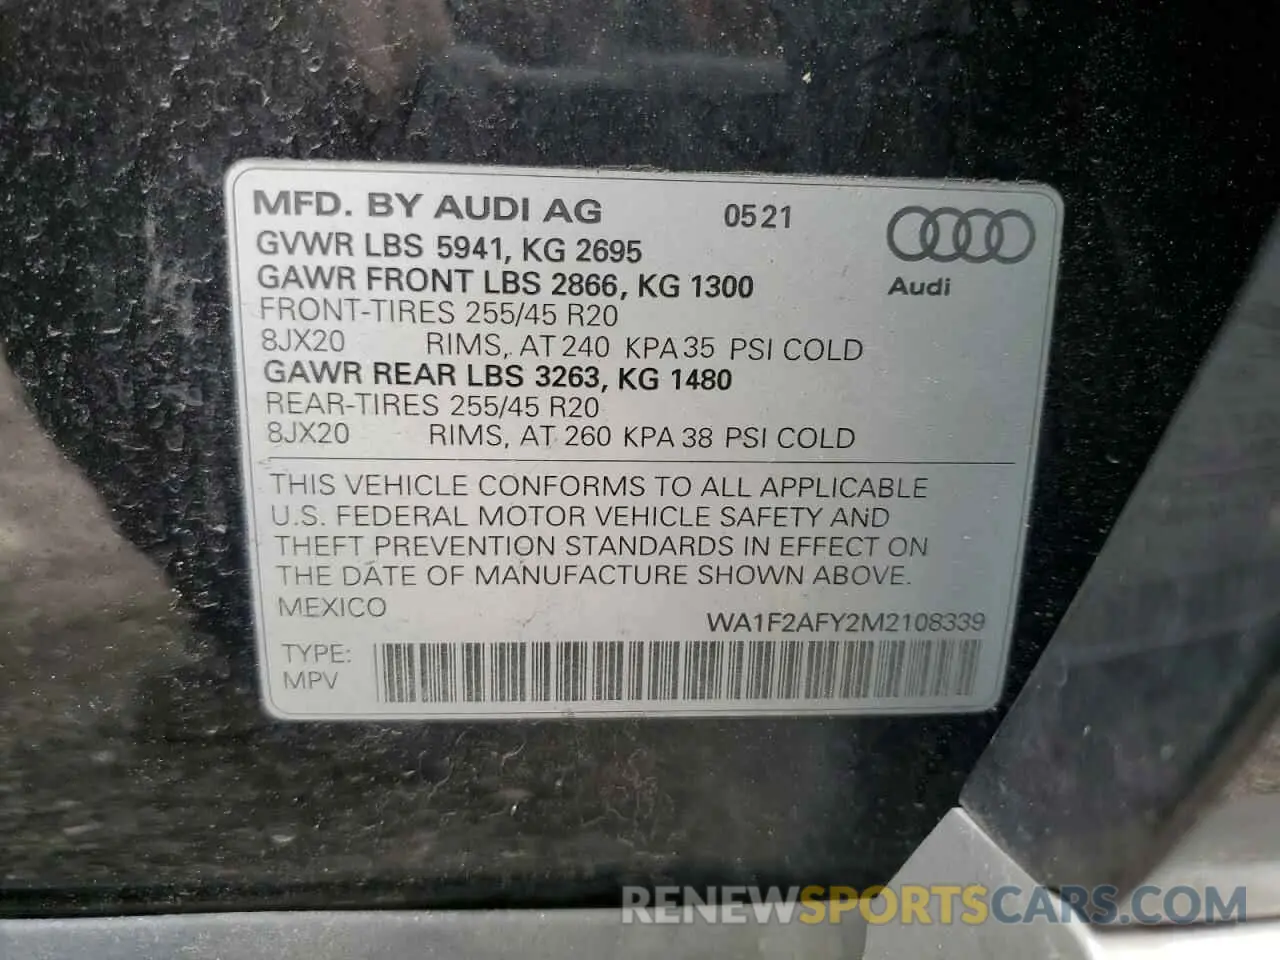 MFD. BY AUDI AG 0521
GVWR LBS 5941, KG 2695
GAWR FRONT LBS 2866, KG 1300
Audi
FRONT-TIRES 255/45 R20
8JX20 RIMS, AT 240 KPA 35 PSI COLD
GAWR REAR LBS 3263, KG 1480
REAR-TIRES 255/45 R20
8JX20 RIMS, AT 260 KPA 38 PSI COLD
THIS VEHICLE CONFORMS TO ALL APPLICABLE
U.S. FEDERAL MOTOR VEHICLE SAFETY AND
THEFT PREVENTION STANDARDS IN EFFECT ON
THE DATE OF MANUFACTURE SHOWN ABOVE.
MEXICO WA1F2AFY2M2108339
TYPE:
MPV
RENEWSPORTSCARS.COM